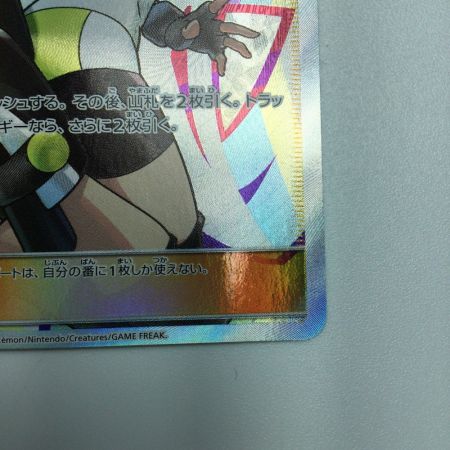 ッシュする。その後、山札を2枚引く。トラッ
ギーなら、さらに2枚引く。
ートは、自分の番に1枚しか使えない。
émon/Nintendo/Creatures/GAME FREAK.